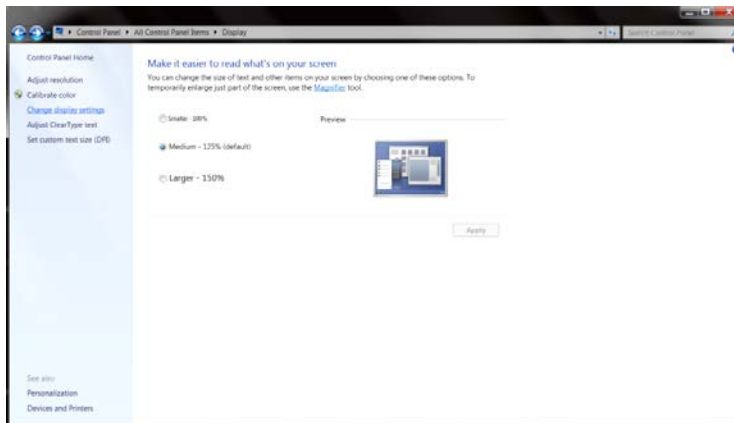 Control Panel ▸ All Control Panel Items ▸ Display
Search Control Panel
Control Panel Home
Adjust resolution
Calibrate color
Change display settings
Adjust ClearType text
Set custom text size (DPI)
Make it easier to read what's on your screen
You can change the size of text and other items on your screen by choosing one of these options. To
temporarily enlarge just part of the screen, use the Magnifier tool.
Smaller - 100%
Preview
Medium - 125% (default)
Larger - 150%
Apply
See also
Personalization
Devices and Printers